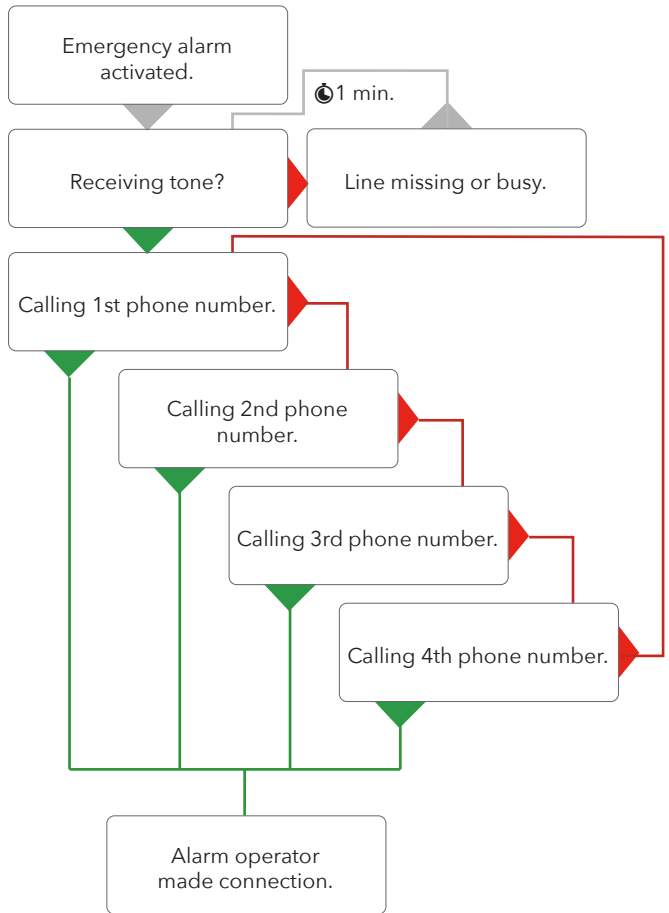 Emergency alarm
activated.
1 min.
Receiving tone?
Line missing or busy.
Calling 1st phone number.
Calling 2nd phone
number.
Calling 3rd phone number.
Calling 4th phone number.
Alarm operator
made connection.